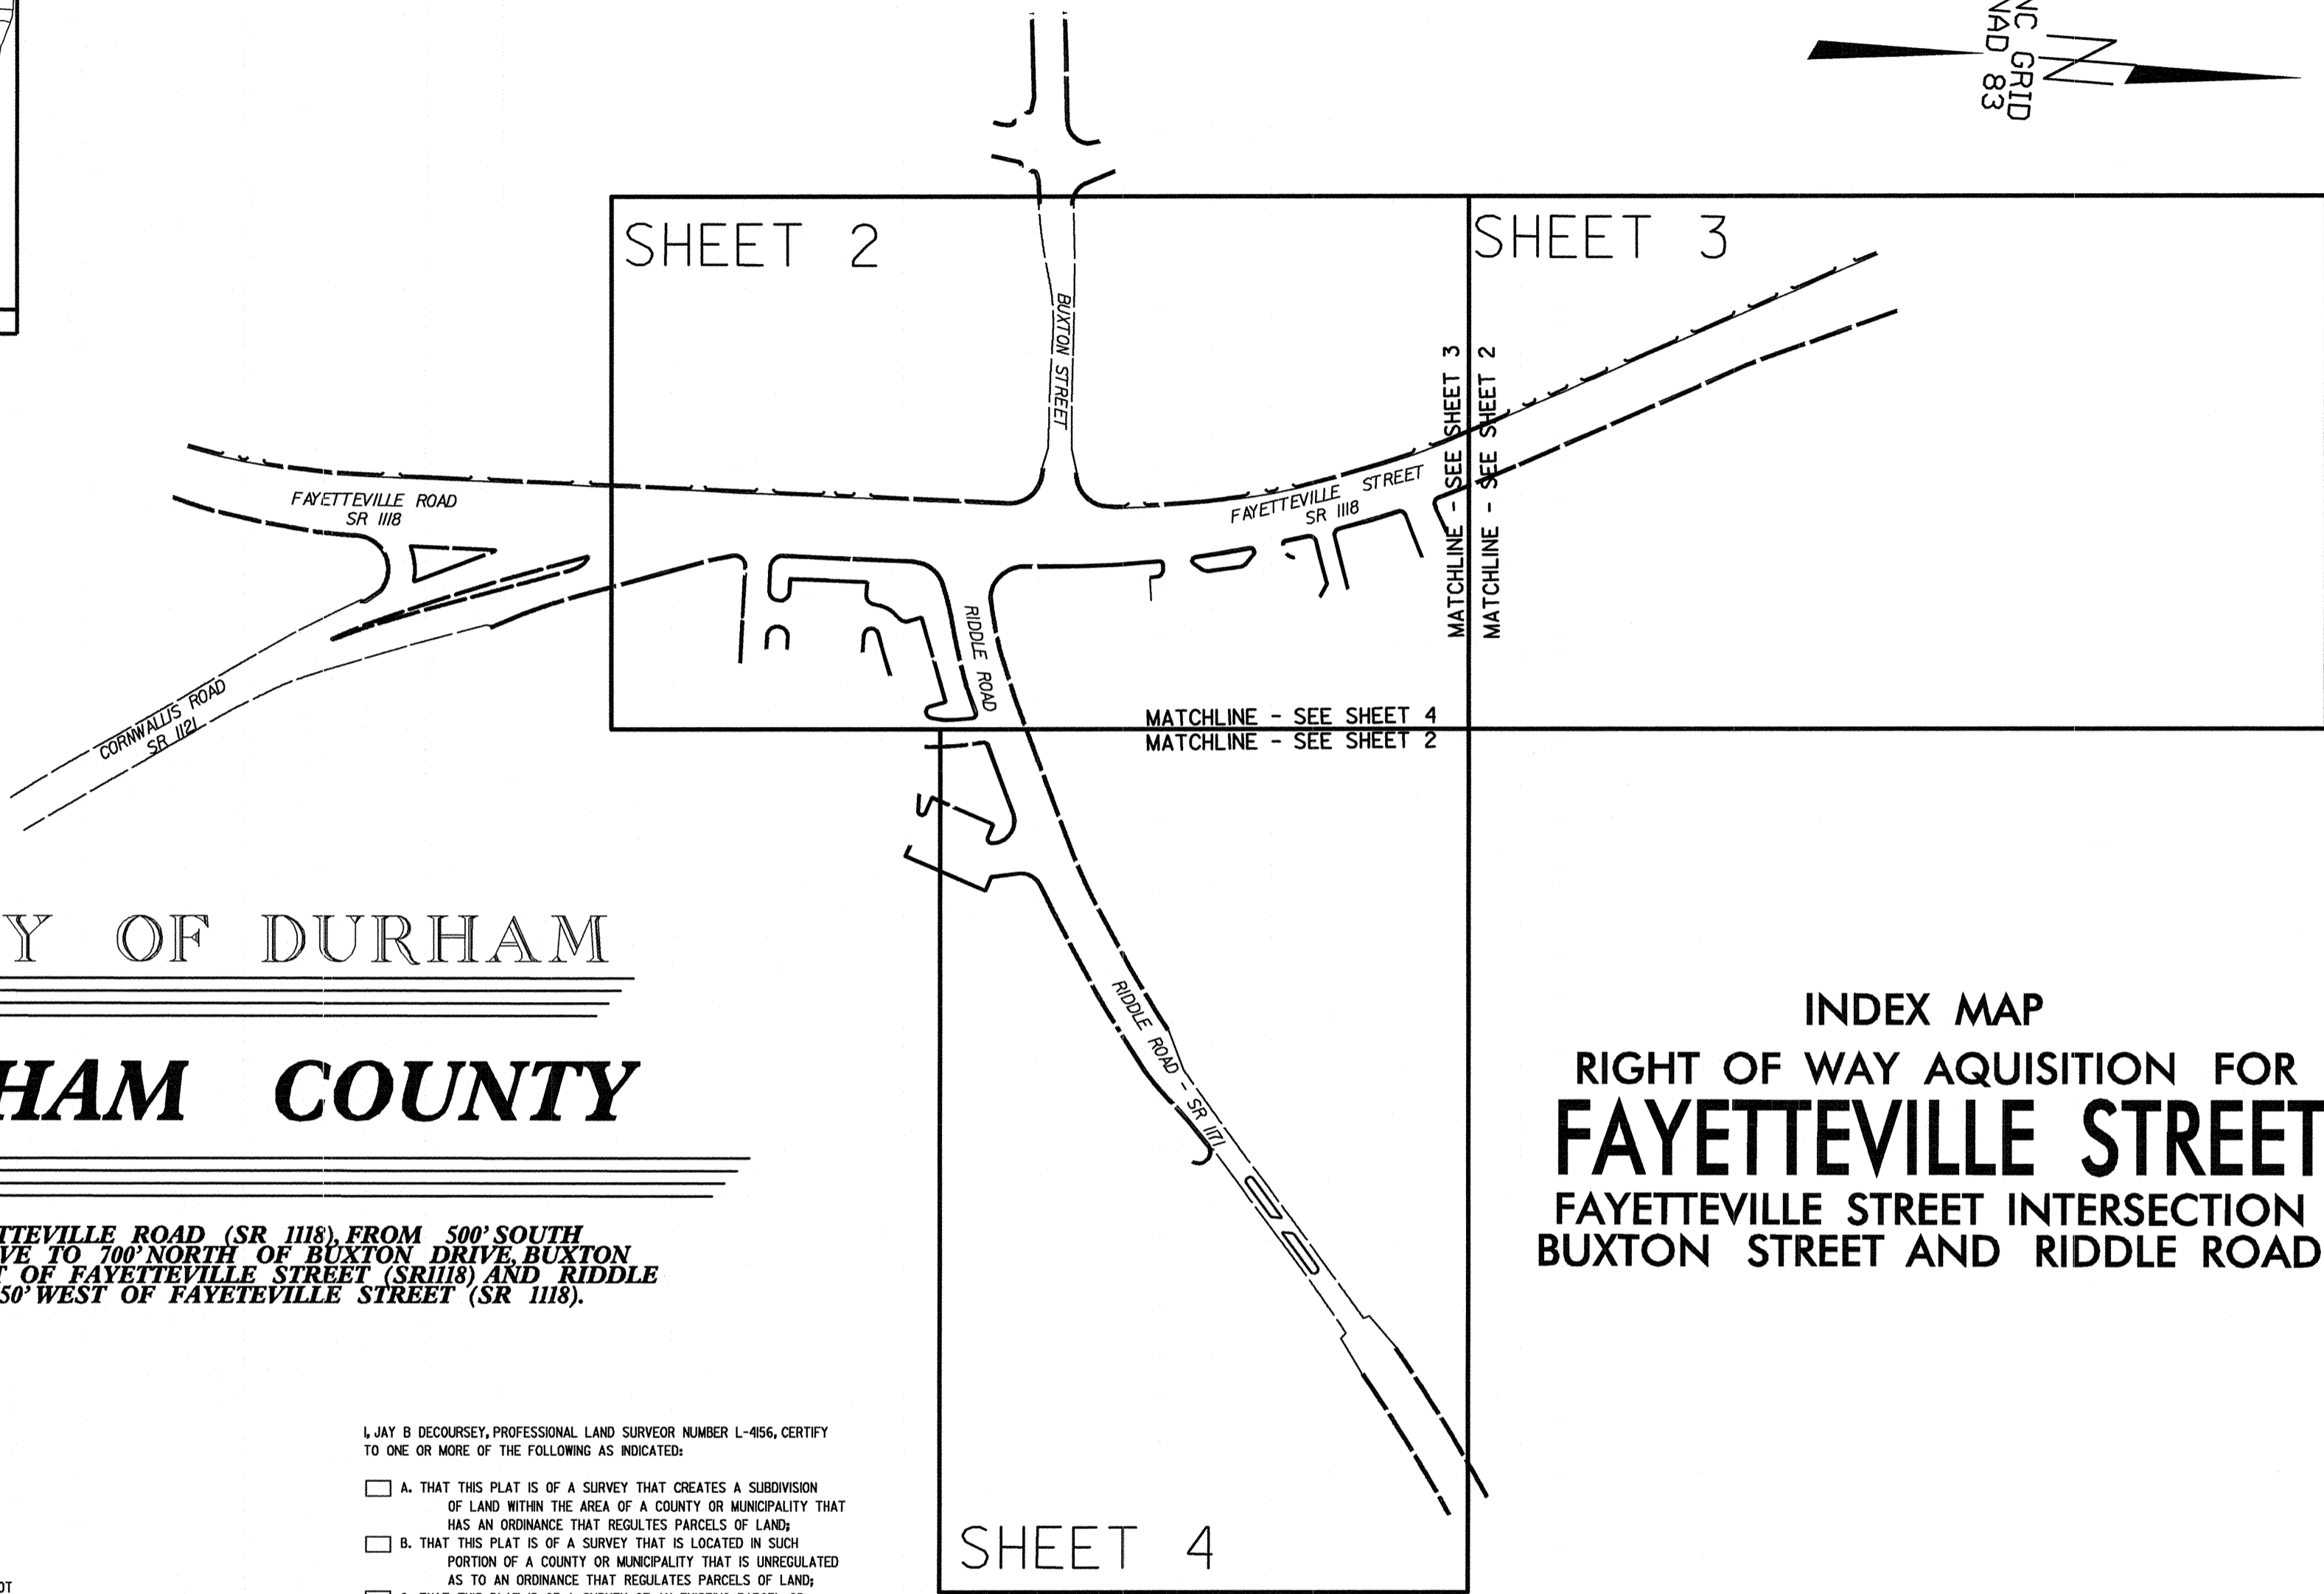 NC GRID
NAD 83
SHEET 2
SHEET 3
BUXTON STREET
MATCHLINE - SEE SHEET 3
MATCHLINE - SEE SHEET 2
FAYETTEVILLE ROAD
SR 1118
FAYETTEVILLE STREET
SR 1118
RIDDLE ROAD
CORNWALLIS ROAD
SR 1121
MATCHLINE - SEE SHEET 4
MATCHLINE - SEE SHEET 2
Y OF DURHAM
HAM COUNTY
TTEVILLE ROAD (SR 1118), FROM 500' SOUTH
VE TO 700' NORTH OF BUXTON DRIVE, BUXTON
T OF FAYETTEVILLE STREET (SR1118) AND RIDDLE
50' WEST OF FAYETEVILLE STREET (SR 1118).
RIDDLE ROAD - SR 1171
INDEX MAP
RIGHT OF WAY AQUISITION FOR
FAYETTEVILLE STREET
FAYETTEVILLE STREET INTERSECTION
BUXTON STREET AND RIDDLE ROAD
I, JAY B DECOURSEY, PROFESSIONAL LAND SURVEOR NUMBER L-4156, CERTIFY
TO ONE OR MORE OF THE FOLLOWING AS INDICATED:
A. THAT THIS PLAT IS OF A SURVEY THAT CREATES A SUBDIVISION
OF LAND WITHIN THE AREA OF A COUNTY OR MUNICIPALITY THAT
HAS AN ORDINANCE THAT REGULTES PARCELS OF LAND;
B. THAT THIS PLAT IS OF A SURVEY THAT IS LOCATED IN SUCH
PORTION OF A COUNTY OR MUNICIPALITY THAT IS UNREGULATED
AS TO AN ORDINANCE THAT REGULATES PARCELS OF LAND;
OT
SHEET 4